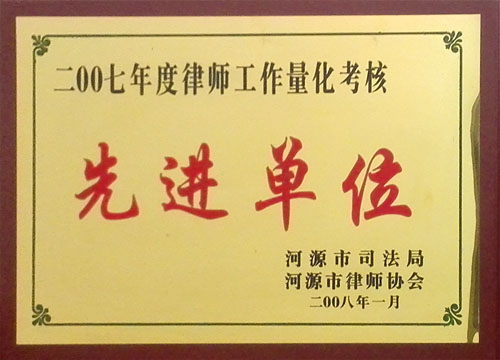 二00七年度律师工作量化考核
先进单位
河源市司法局
河源市律师协会
二00八年一月